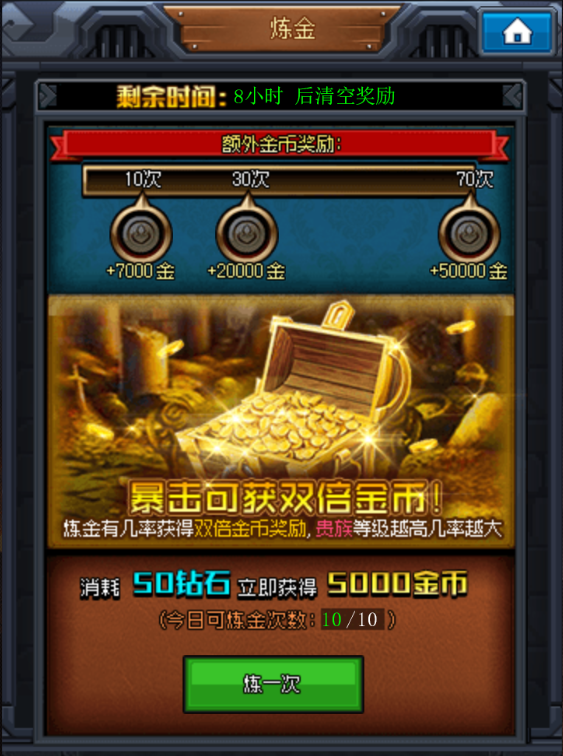 炼金
剩余时间:8小时 后清空奖励
额外金币奖励:
10次 30次 70次
+7000金 +20000金 +50000金
暴击可获双倍金币!
炼金有几率获得双倍金币奖励,贵族等级越高几率越大
消耗 50钻石 立即获得 5000金币
(今日可炼金次数:10/10)
炼一次